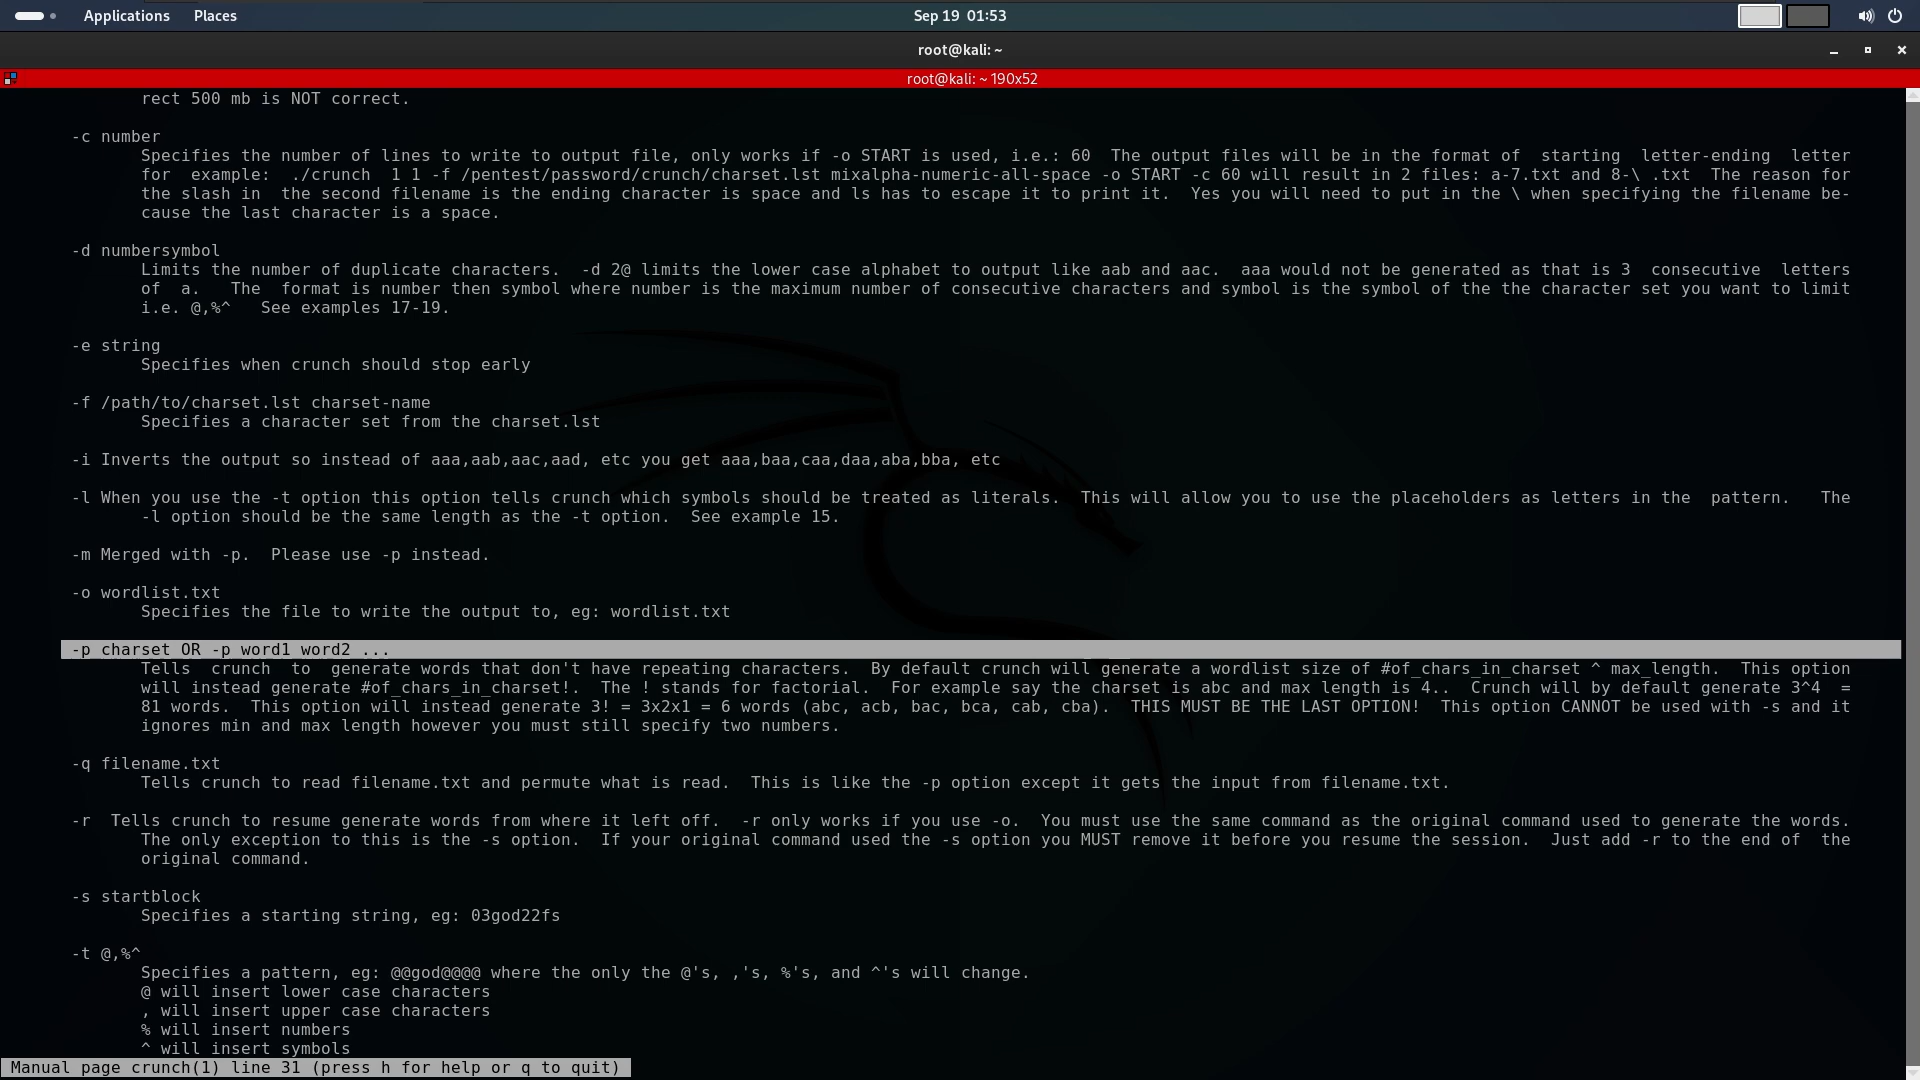 Applications Places Sep 19 01:53
root@kali: ~
root@kali: ~ 190x52
rect 500 mb is NOT correct.
-c number
Specifies the number of lines to write to output file, only works if -o START is used, i.e.: 60  The output files will be in the format of  starting  letter-ending  letter
for  example:  ./crunch  1 1 -f /pentest/password/crunch/charset.lst mixalpha-numeric-all-space -o START -c 60 will result in 2 files: a-7.txt and 8-\ .txt  The reason for
the slash in  the second filename is the ending character is space and ls has to escape it to print it.  Yes you will need to put in the \ when specifying the filename be-
cause the last character is a space.
-d numbersymbol
Limits the number of duplicate characters.  -d 2@ limits the lower case alphabet to output like aab and aac.  aaa would not be generated as that is 3  consecutive  letters
of  a.   The  format is number then symbol where number is the maximum number of consecutive characters and symbol is the symbol of the the character set you want to limit
i.e. @,%^   See examples 17-19.
-e string
Specifies when crunch should stop early
-f /path/to/charset.lst charset-name
Specifies a character set from the charset.lst
-i Inverts the output so instead of aaa,aab,aac,aad, etc you get aaa,baa,caa,daa,aba,bba, etc
-l When you use the -t option this option tells crunch which symbols should be treated as literals.  This will allow you to use the placeholders as letters in the  pattern.   The
-l option should be the same length as the -t option.  See example 15.
-m Merged with -p.  Please use -p instead.
-o wordlist.txt
Specifies the file to write the output to, eg: wordlist.txt
-p charset OR -p word1 word2 ...
Tells  crunch  to  generate words that don't have repeating characters.  By default crunch will generate a wordlist size of #of_chars_in_charset ^ max_length.  This option
will instead generate #of_chars_in_charset!.  The ! stands for factorial.  For example say the charset is abc and max length is 4..  Crunch will by default generate 3^4  =
81 words.  This option will instead generate 3! = 3x2x1 = 6 words (abc, acb, bac, bca, cab, cba).  THIS MUST BE THE LAST OPTION!  This option CANNOT be used with -s and it
ignores min and max length however you must still specify two numbers.
-q filename.txt
Tells crunch to read filename.txt and permute what is read.  This is like the -p option except it gets the input from filename.txt.
-r  Tells crunch to resume generate words from where it left off.  -r only works if you use -o.  You must use the same command as the original command used to generate the words.
The only exception to this is the -s option.  If your original command used the -s option you MUST remove it before you resume the session.  Just add -r to the end of  the
original command.
-s startblock
Specifies a starting string, eg: 03god22fs
-t @,%^
Specifies a pattern, eg: @@god@@@@ where the only the @'s, ,'s, %'s, and ^'s will change.
@ will insert lower case characters
, will insert upper case characters
% will insert numbers
^ will insert symbols
Manual page crunch(1) line 31 (press h for help or q to quit)